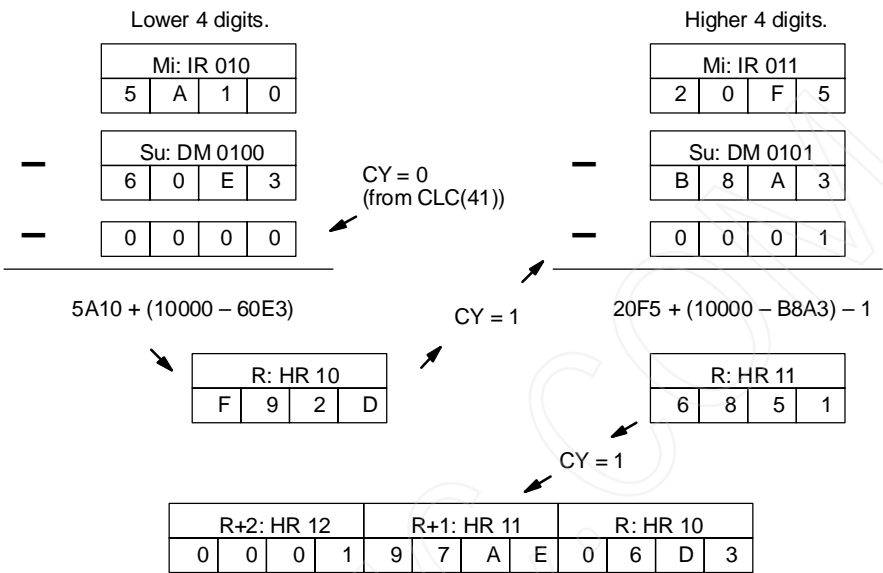 Lower 4 digits.
Higher 4 digits.
Mi: IR 010
5 A 1 0
Mi: IR 011
2 0 F 5
– Su: DM 0100
6 0 E 3
CY = 0
(from CLC(41))
– Su: DM 0101
B 8 A 3
– 0 0 0 0
– 0 0 0 1
5A10 + (10000 – 60E3)
CY = 1
20F5 + (10000 – B8A3) – 1
R: HR 10
F 9 2 D
R: HR 11
6 8 5 1
CY = 1
R+2: HR 12 R+1: HR 11 R: HR 10
0 0 0 1 9 7 A E 0 6 D 3